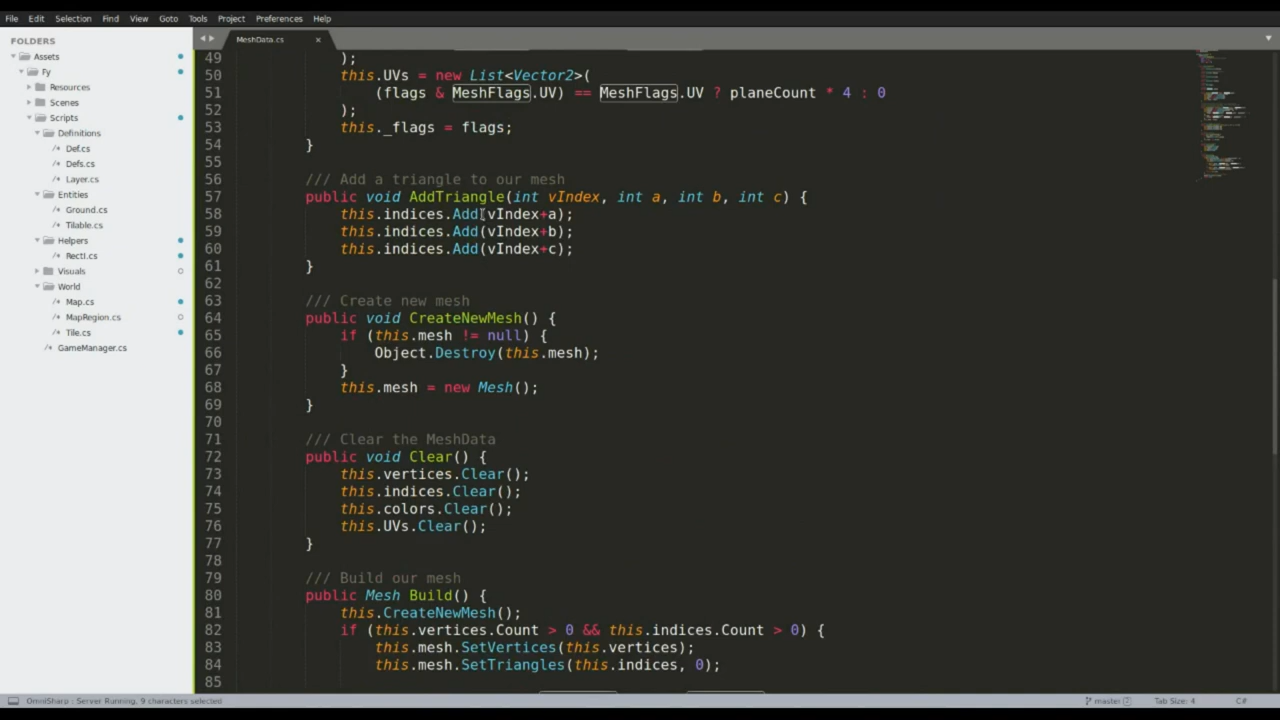 File Edit Selection Find View Goto Tools Project Preferences Help
FOLDERS
Assets
Fy
Resources
Scenes
Scripts
Definitions
/* Def.cs
/* Defs.cs
/* Layer.cs
Entities
/* Ground.cs
/* Tilable.cs
Helpers
/* RectI.cs
Visuals
World
/* Map.cs
/* MapRegion.cs
/* Tile.cs
/* GameManager.cs
MeshData.cs ×
49 );
50 this.UVs = new List<Vector2>(
51 (flags & MeshFlags.UV) == MeshFlags.UV ? planeCount * 4 : 0
52 );
53 this._flags = flags;
54 }
55
56 /// Add a triangle to our mesh
57 public void AddTriangle(int vIndex, int a, int b, int c) {
58 this.indices.Add(vIndex+a);
59 this.indices.Add(vIndex+b);
60 this.indices.Add(vIndex+c);
61 }
62
63 /// Create new mesh
64 public void CreateNewMesh() {
65 if (this.mesh != null) {
66 Object.Destroy(this.mesh);
67 }
68 this.mesh = new Mesh();
69 }
70
71 /// Clear the MeshData
72 public void Clear() {
73 this.vertices.Clear();
74 this.indices.Clear();
75 this.colors.Clear();
76 this.UVs.Clear();
77 }
78
79 /// Build our mesh
80 public Mesh Build() {
81 this.CreateNewMesh();
82 if (this.vertices.Count > 0 && this.indices.Count > 0) {
83 this.mesh.SetVertices(this.vertices);
84 this.mesh.SetTriangles(this.indices, 0);
85
OmniSharp : Server Running, 9 characters selected
master
Tab Size: 4
C#